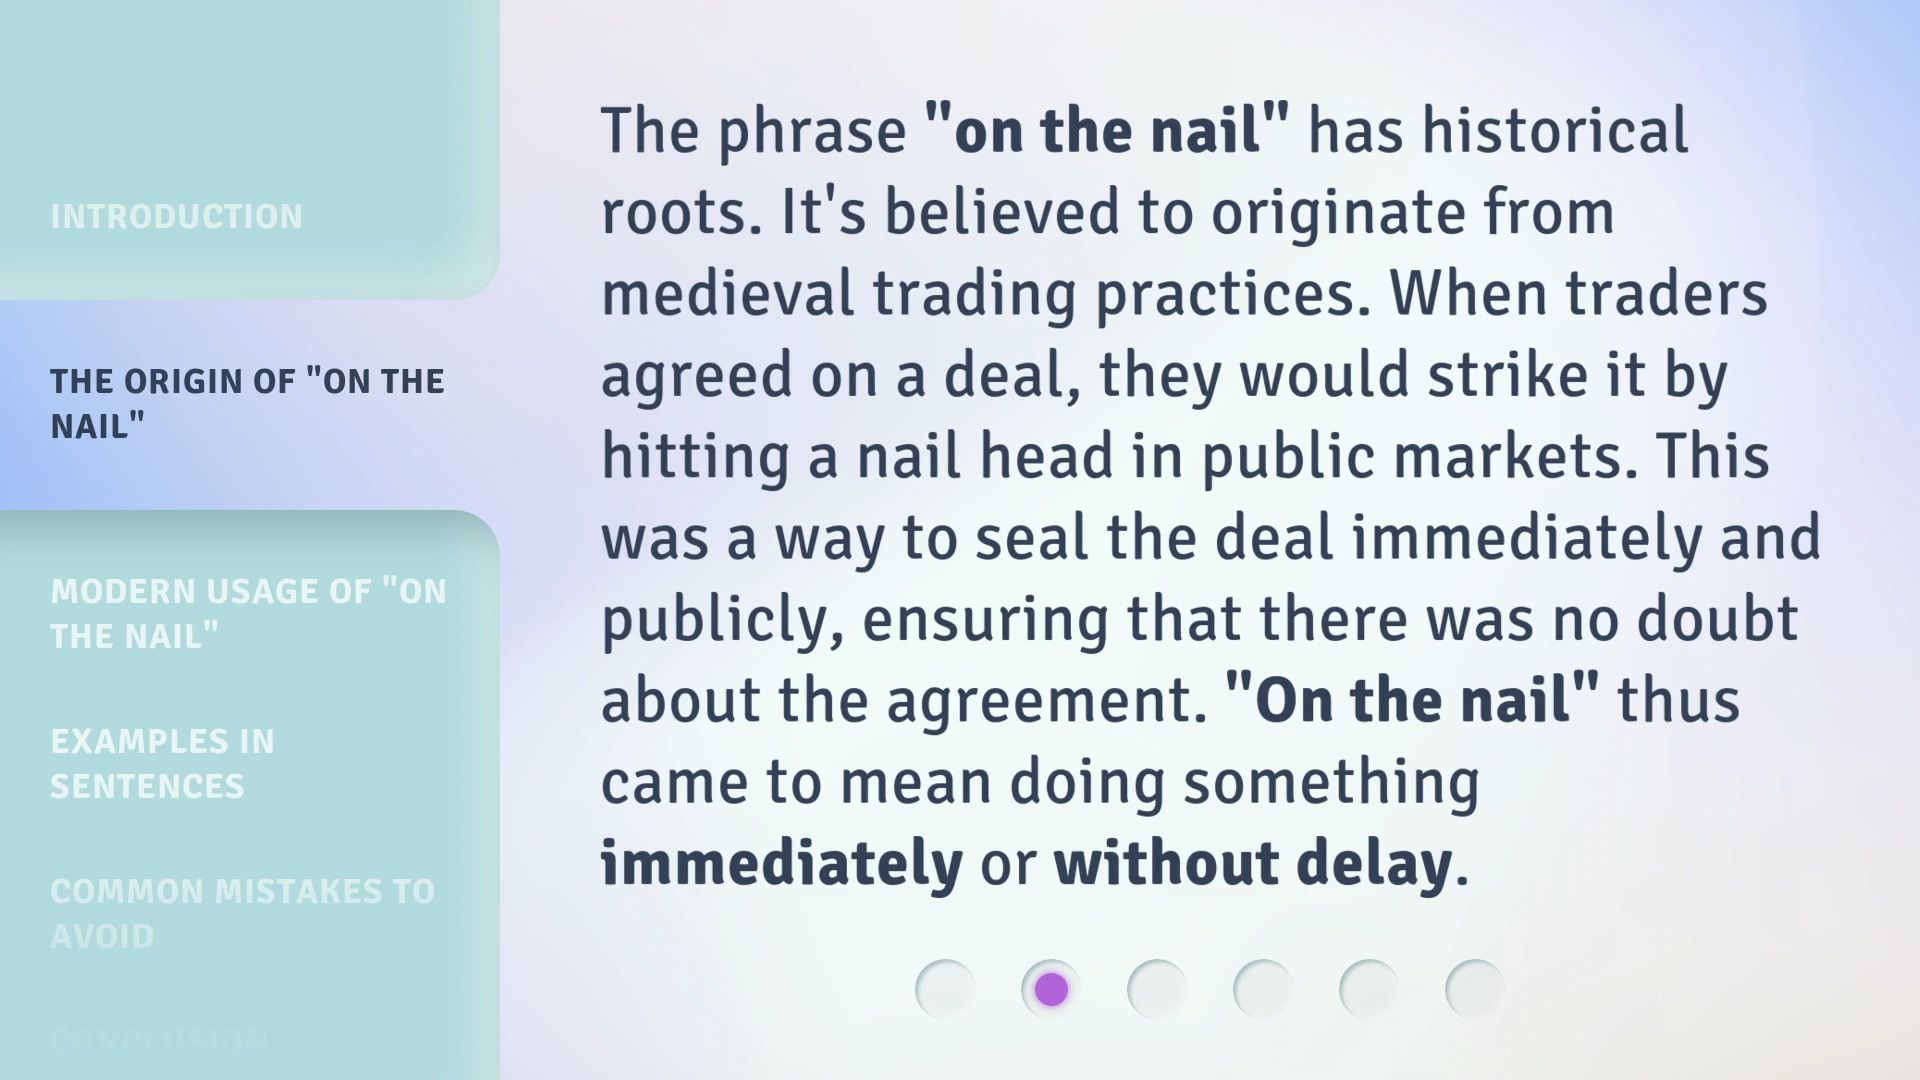 INTRODUCTION
THE ORIGIN OF "ON THE
NAIL"
MODERN USAGE OF "ON
THE NAIL"
EXAMPLES IN
SENTENCES
COMMON MISTAKES TO
AVOID
CONCLUSION
The phrase "on the nail" has historical
roots. It's believed to originate from
medieval trading practices. When traders
agreed on a deal, they would strike it by
hitting a nail head in public markets. This
was a way to seal the deal immediately and
publicly, ensuring that there was no doubt
about the agreement. "On the nail" thus
came to mean doing something
immediately or without delay.